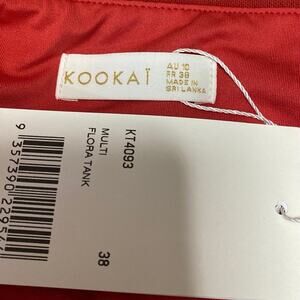 KOOKAÏ
AU 10
FR 38
MADE IN
SRI LANKA
KT4093
MULTI
FLORA TANK
38